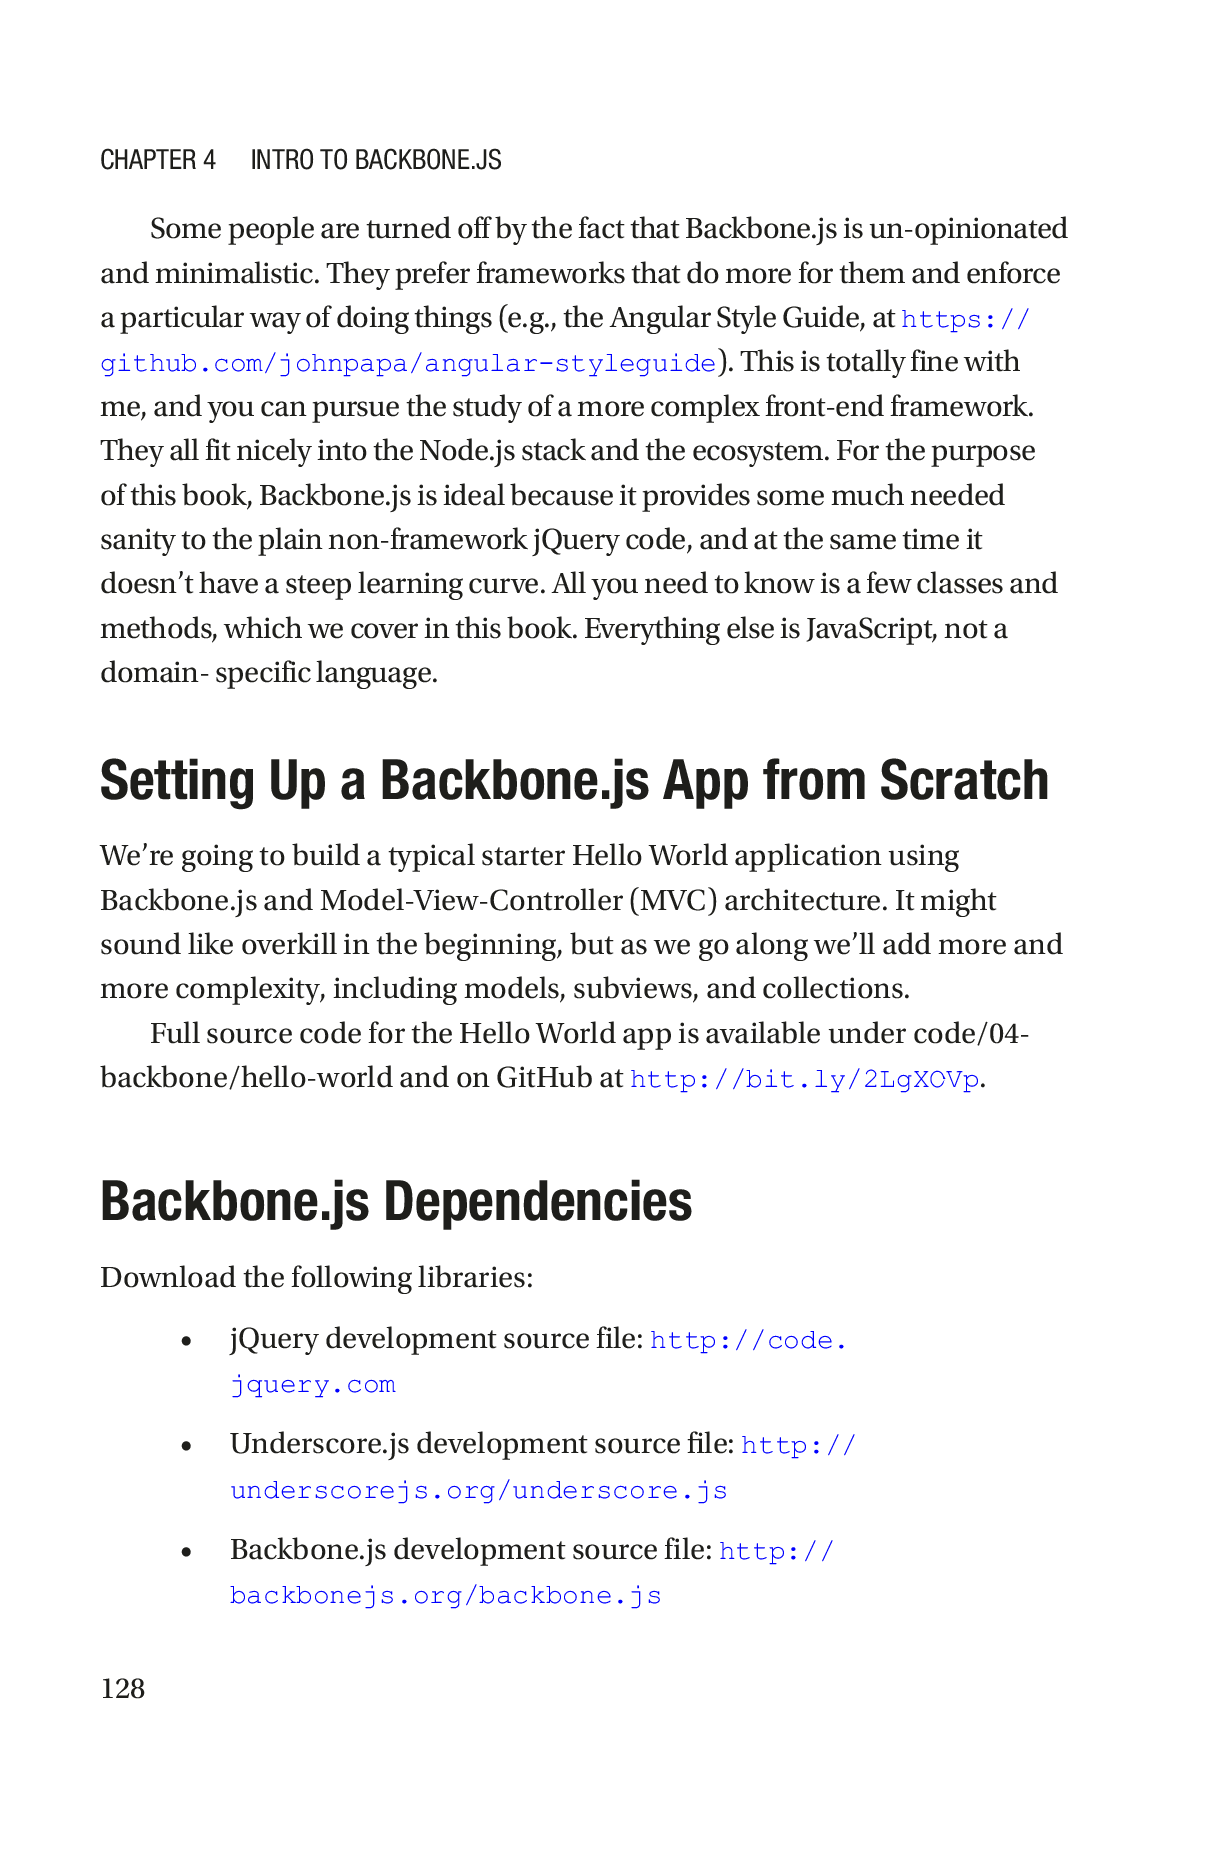 CHAPTER 4 INTRO TO BACKBONE.JS
Some people are turned off by the fact that Backbone.js is un-opinionated
and minimalistic. They prefer frameworks that do more for them and enforce
a particular way of doing things (e.g., the Angular Style Guide, at https://
github.com/johnpapa/angular-styleguide). This is totally fine with
me, and you can pursue the study of a more complex front-end framework.
They all fit nicely into the Node.js stack and the ecosystem. For the purpose
of this book, Backbone.js is ideal because it provides some much needed
sanity to the plain non-framework jQuery code, and at the same time it
doesn’t have a steep learning curve. All you need to know is a few classes and
methods, which we cover in this book. Everything else is JavaScript, not a
domain- specific language.
Setting Up a Backbone.js App from Scratch
We’re going to build a typical starter Hello World application using
Backbone.js and Model-View-Controller (MVC) architecture. It might
sound like overkill in the beginning, but as we go along we’ll add more and
more complexity, including models, subviews, and collections.
Full source code for the Hello World app is available under code/04-
backbone/hello-world and on GitHub at http://bit.ly/2LgXOVp.
Backbone.js Dependencies
Download the following libraries:
• jQuery development source file: http://code.
jquery.com
• Underscore.js development source file: http://
underscorejs.org/underscore.js
• Backbone.js development source file: http://
backbonejs.org/backbone.js
128